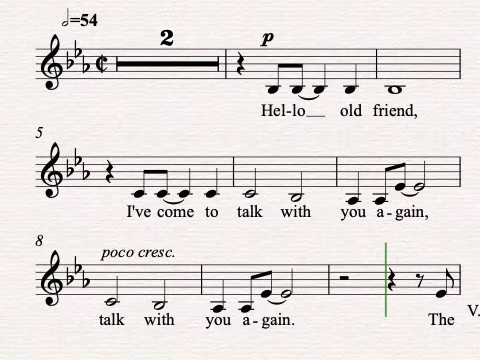 𝅗𝅥=54
2
p
Hel-lo__ old friend,
5
I've come to talk with you a-gain,
8
poco cresc.
talk with you a-gain. The V.